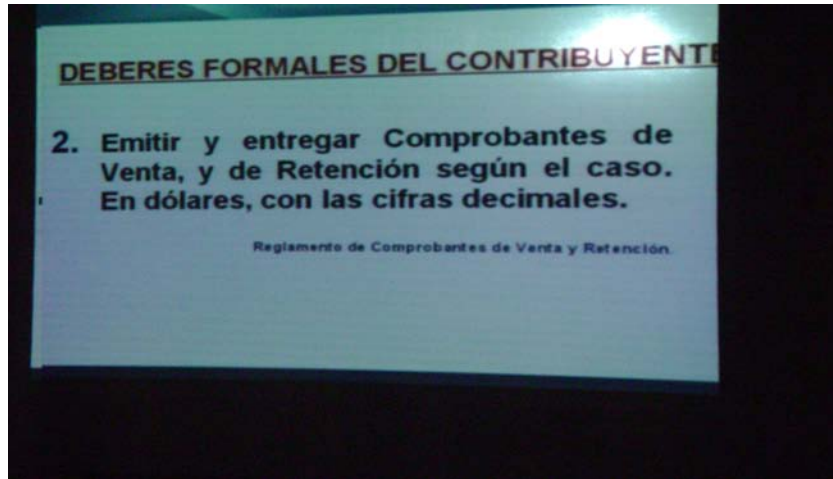 DEBERES FORMALES DEL CONTRIBUYENTE
2. Emitir y entregar Comprobantes de
Venta, y de Retención según el caso.
En dólares, con las cifras decimales.
Reglamento de Comprobantes de Venta y Retención.